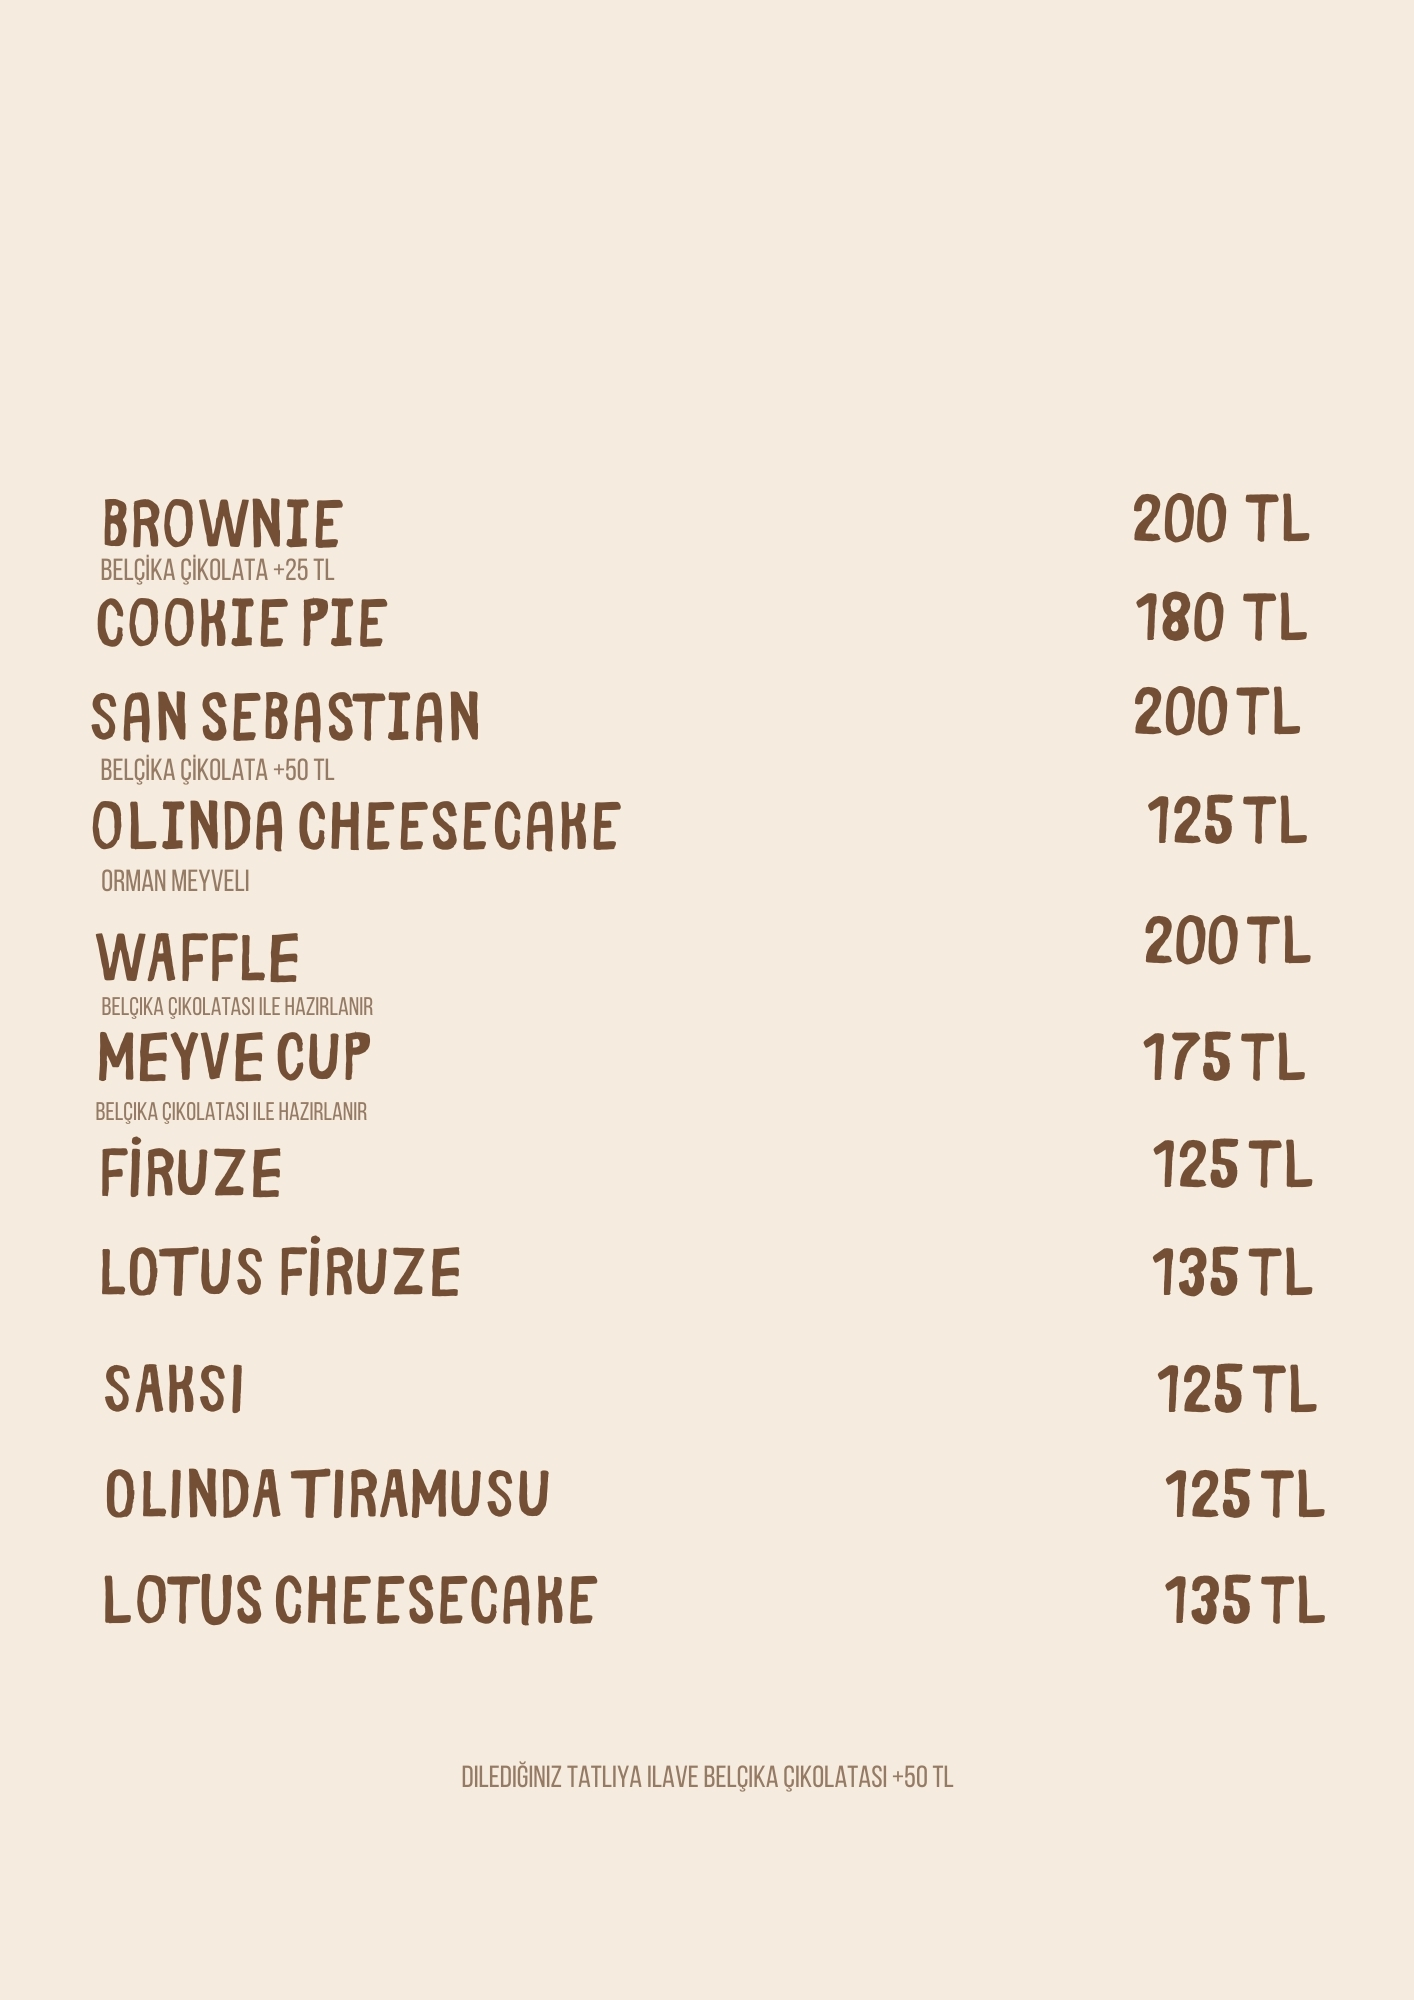 BROWNIE 200 TL
BELÇİKA ÇİKOLATA +25 TL
COOKIE PIE 180 TL
SAN SEBASTIAN 200 TL
BELÇİKA ÇİKOLATA +50 TL
OLINDA CHEESECAKE 125 TL
ORMAN MEYVELI
WAFFLE 200 TL
BELÇIKA ÇIKOLATASI ILE HAZIRLANIR
MEYVE CUP 175 TL
BELÇIKA ÇIKOLATASI ILE HAZIRLANIR
FİRUZE 125 TL
LOTUS FİRUZE 135 TL
SAKSI 125 TL
OLINDA TIRAMUSU 125 TL
LOTUS CHEESECAKE 135 TL
DILEDIĞINIZ TATLIYA ILAVE BELÇIKA ÇIKOLATASI +50 TL